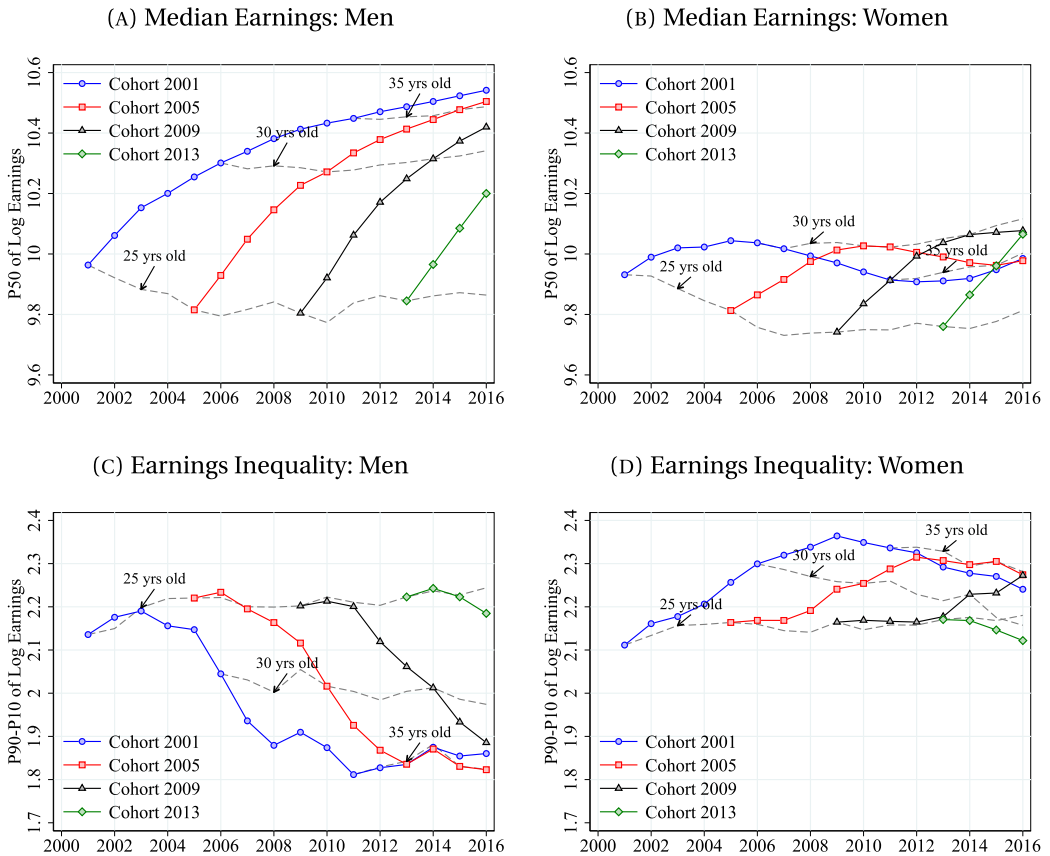 (A) Median Earnings: Men
P50 of Log Earnings
10.6
10.4
10.2
10
9.8
9.6
Cohort 2001
Cohort 2005
Cohort 2009
Cohort 2013
35 yrs old
30 yrs old
25 yrs old
2000 2002 2004 2006 2008 2010 2012 2014 2016
(B) Median Earnings: Women
P50 of Log Earnings
10.6
10.4
10.2
10
9.8
9.6
Cohort 2001
Cohort 2005
Cohort 2009
Cohort 2013
30 yrs old
35 yrs old
25 yrs old
2000 2002 2004 2006 2008 2010 2012 2014 2016
(C) Earnings Inequality: Men
P90-P10 of Log Earnings
2.4
2.3
2.2
2.1
2
1.9
1.8
1.7
25 yrs old
30 yrs old
35 yrs old
Cohort 2001
Cohort 2005
Cohort 2009
Cohort 2013
2000 2002 2004 2006 2008 2010 2012 2014 2016
(D) Earnings Inequality: Women
P90-P10 of Log Earnings
2.4
2.3
2.2
2.1
2
1.9
1.8
1.7
35 yrs old
30 yrs old
25 yrs old
Cohort 2001
Cohort 2005
Cohort 2009
Cohort 2013
2000 2002 2004 2006 2008 2010 2012 2014 2016